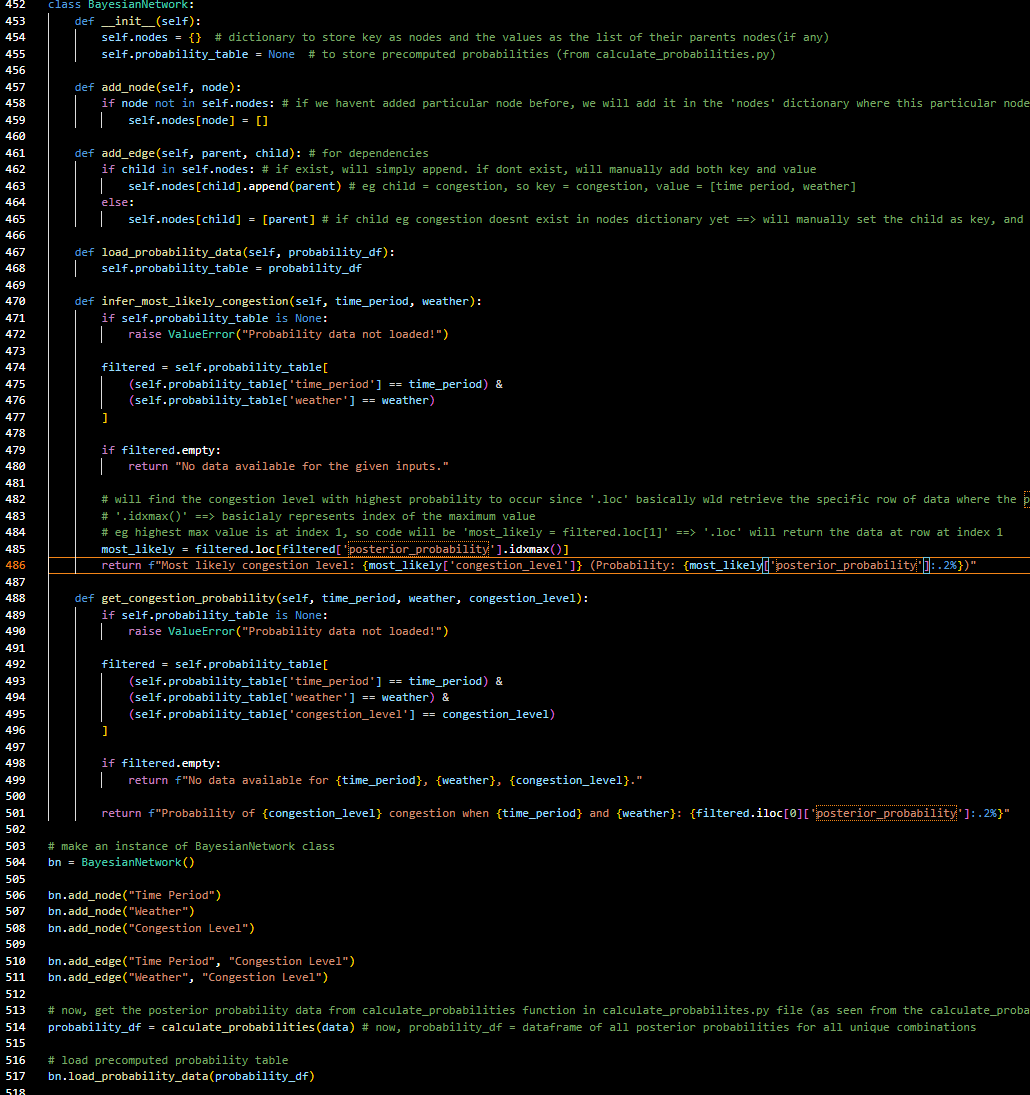 452 class BayesianNetwork:
453 def __init__(self):
454 self.nodes = {} # dictionary to store key as nodes and the values as the list of their parents nodes(if any)
455 self.probability_table = None # to store precomputed probabilities (from calculate_probabilities.py)
456
457 def add_node(self, node):
458 if node not in self.nodes: # if we havent added particular node before, we will add it in the 'nodes' dictionary where this particular node
459 self.nodes[node] = []
460
461 def add_edge(self, parent, child): # for dependencies
462 if child in self.nodes: # if exist, will simply append. if dont exist, will manually add both key and value
463 self.nodes[child].append(parent) # eg child = congestion, so key = congestion, value = [time period, weather]
464 else:
465 self.nodes[child] = [parent] # if child eg congestion doesnt exist in nodes dictionary yet ==> will manually set the child as key, and
466
467 def load_probability_data(self, probability_df):
468 self.probability_table = probability_df
469
470 def infer_most_likely_congestion(self, time_period, weather):
471 if self.probability_table is None:
472 raise ValueError("Probability data not loaded!")
473
474 filtered = self.probability_table[
475 (self.probability_table['time_period'] == time_period) &
476 (self.probability_table['weather'] == weather)
477 ]
478
479 if filtered.empty:
480 return "No data available for the given inputs."
481
482 # will find the congestion level with highest probability to occur since '.loc' basically wld retrieve the specific row of data where the p
483 # '.idxmax()' ==> basiclaly represents index of the maximum value
484 # eg highest max value is at index 1, so code will be 'most_likely = filtered.loc[1]' ==> '.loc' will return the data at row at index 1
485 most_likely = filtered.loc[filtered['posterior_probability'].idxmax()]
486 return f"Most likely congestion level: {most_likely['congestion_level']} (Probability: {most_likely['posterior_probability']:.2%})"
487
488 def get_congestion_probability(self, time_period, weather, congestion_level):
489 if self.probability_table is None:
490 raise ValueError("Probability data not loaded!")
491
492 filtered = self.probability_table[
493 (self.probability_table['time_period'] == time_period) &
494 (self.probability_table['weather'] == weather) &
495 (self.probability_table['congestion_level'] == congestion_level)
496 ]
497
498 if filtered.empty:
499 return f"No data available for {time_period}, {weather}, {congestion_level}."
500
501 return f"Probability of {congestion_level} congestion when {time_period} and {weather}: {filtered.iloc[0]['posterior_probability']:.2%}"
502
503 # make an instance of BayesianNetwork class
504 bn = BayesianNetwork()
505
506 bn.add_node("Time Period")
507 bn.add_node("Weather")
508 bn.add_node("Congestion Level")
509
510 bn.add_edge("Time Period", "Congestion Level")
511 bn.add_edge("Weather", "Congestion Level")
512
513 # now, get the posterior probability data from calculate_probabilities function in calculate_probabilites.py file (as seen from the calculate_proba
514 probability_df = calculate_probabilities(data) # now, probability_df = dataframe of all posterior probabilities for all unique combinations
515
516 # load precomputed probability table
517 bn.load_probability_data(probability_df)
518